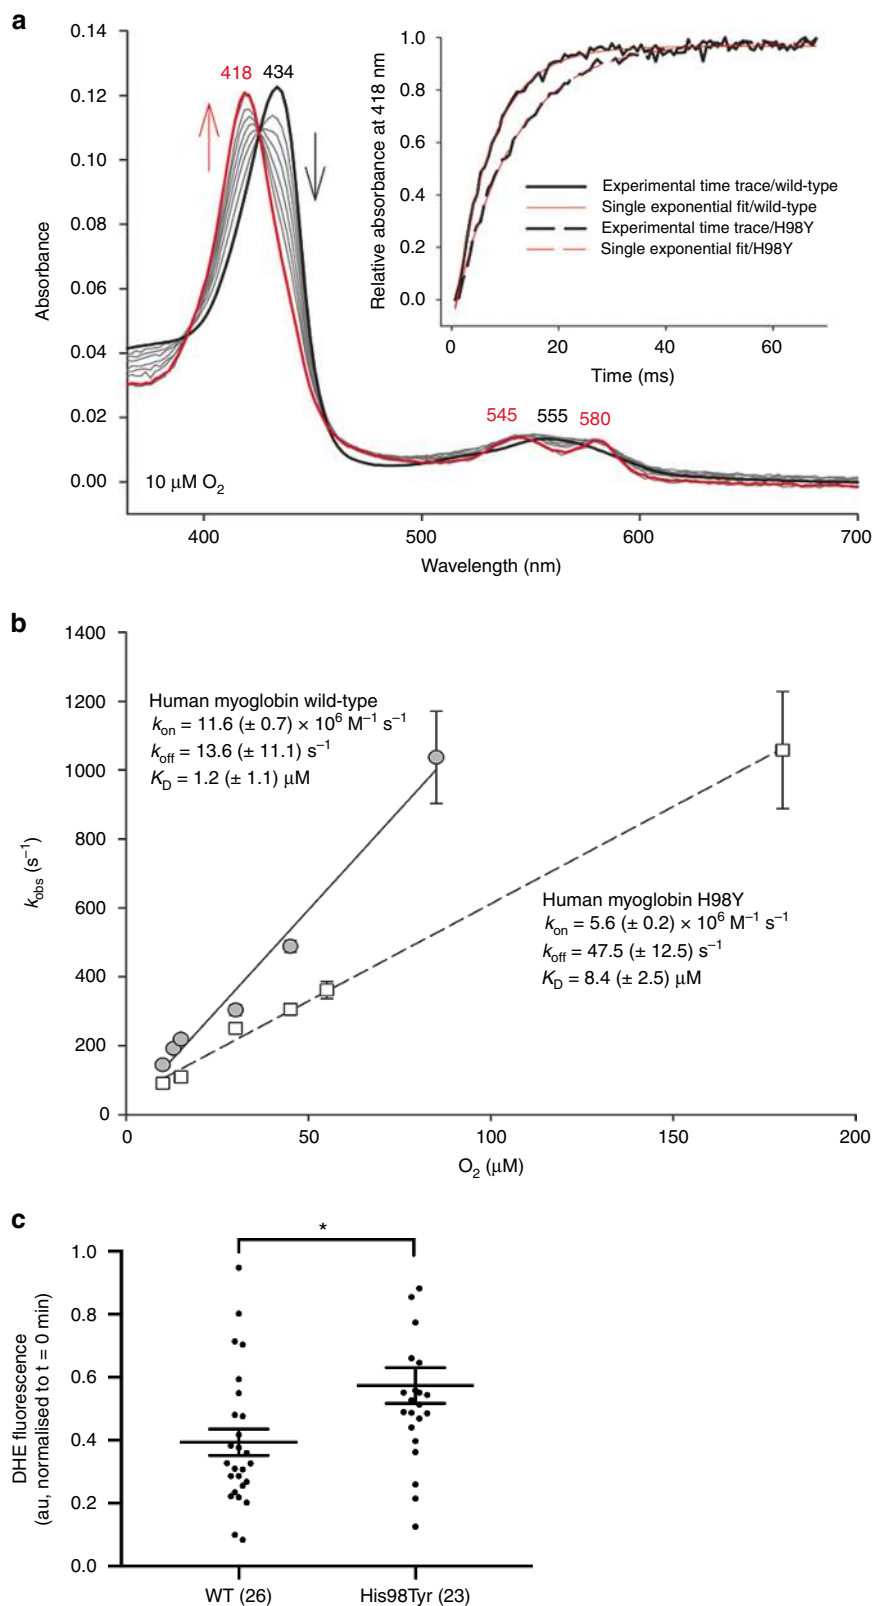 a
0.14
0.12
0.10
0.08
0.06
0.04
0.02
0.00
Absorbance
418 434
545 555 580
10 μM O2
400 500 600 700
Wavelength (nm)
1.0
0.8
0.6
0.4
0.2
0.0
Relative absorbance at 418 nm
Experimental time trace/wild-type
Single exponential fit/wild-type
Experimental time trace/H98Y
Single exponential fit/H98Y
0 20 40 60
Time (ms)
b
1400
1200
1000
800
600
400
200
0
kobs (s−1)
Human myoglobin wild-type
kon = 11.6 (± 0.7) × 10^6 M−1 s−1
koff = 13.6 (± 11.1) s−1
KD = 1.2 (± 1.1) μM
Human myoglobin H98Y
kon = 5.6 (± 0.2) × 10^6 M−1 s−1
koff = 47.5 (± 12.5) s−1
KD = 8.4 (± 2.5) μM
0 50 100 150 200
O2 (μM)
c
*
1.0
0.8
0.6
0.4
0.2
0.0
DHE fluorescence
(au, normalised to t = 0 min)
WT (26) His98Tyr (23)